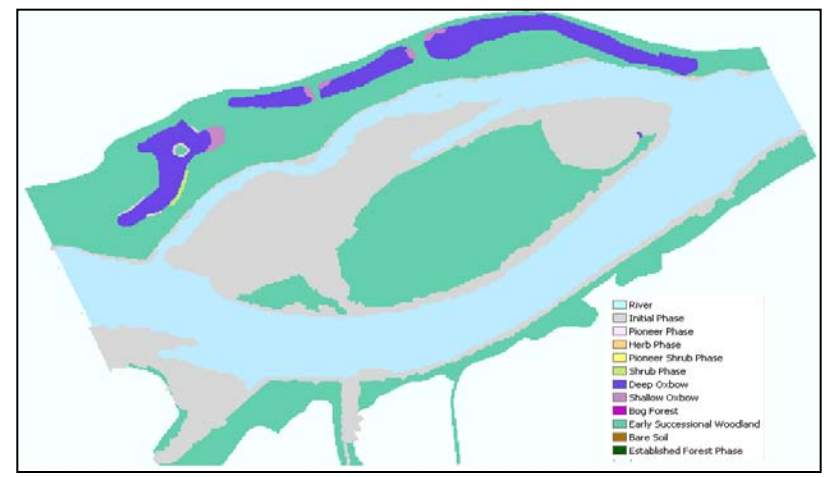 River
Initial Phase
Pioneer Phase
Herb Phase
Pioneer Shrub Phase
Shrub Phase
Deep Oxbow
Shallow Oxbow
Bog Forest
Early Successional Woodland
Bare Soil
Established Forest Phase